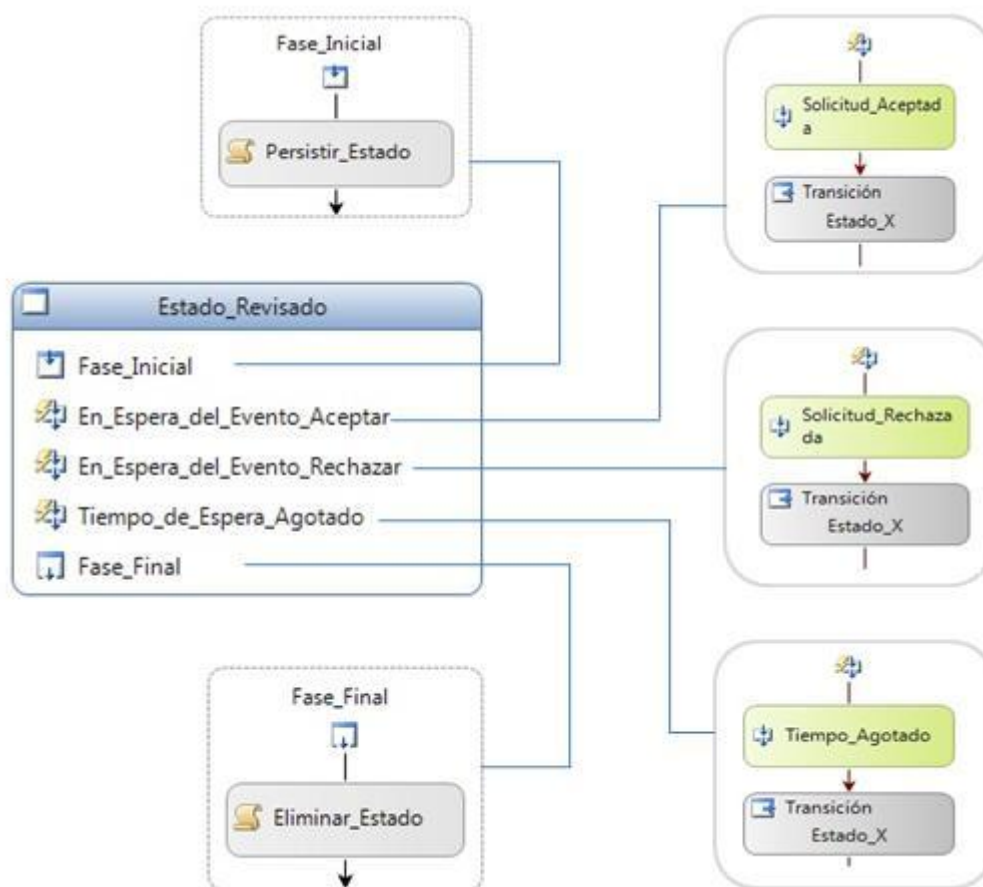 Fase_Inicial
Persistir_Estado
Estado_Revisado
Fase_Inicial
En_Espera_del_Evento_Aceptar
En_Espera_del_Evento_Rechazar
Tiempo_de_Espera_Agotado
Fase_Final
Fase_Final
Eliminar_Estado
Solicitud_Aceptad
a
Transición
Estado_X
Solicitud_Rechaza
da
Transición
Estado_X
Tiempo_Agotado
Transición
Estado_X